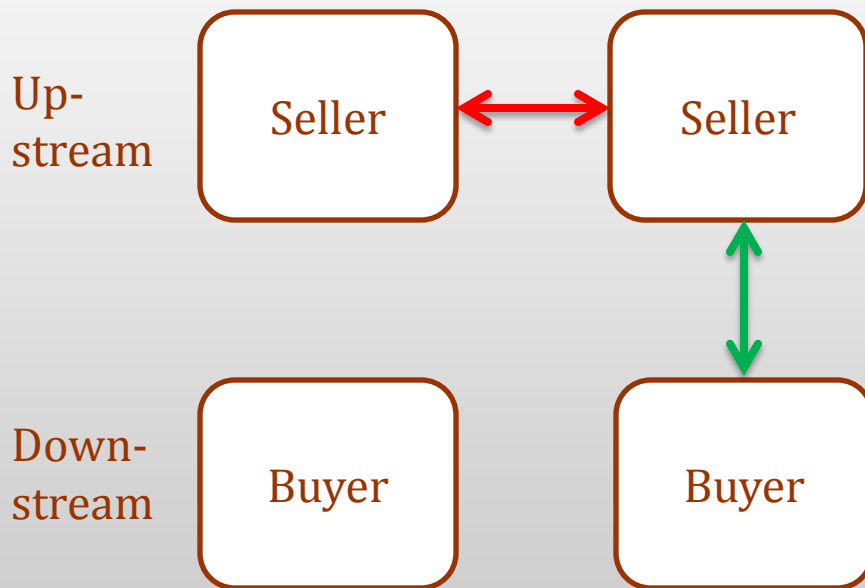 Up-
stream
Seller
Seller
Down-
stream
Buyer
Buyer